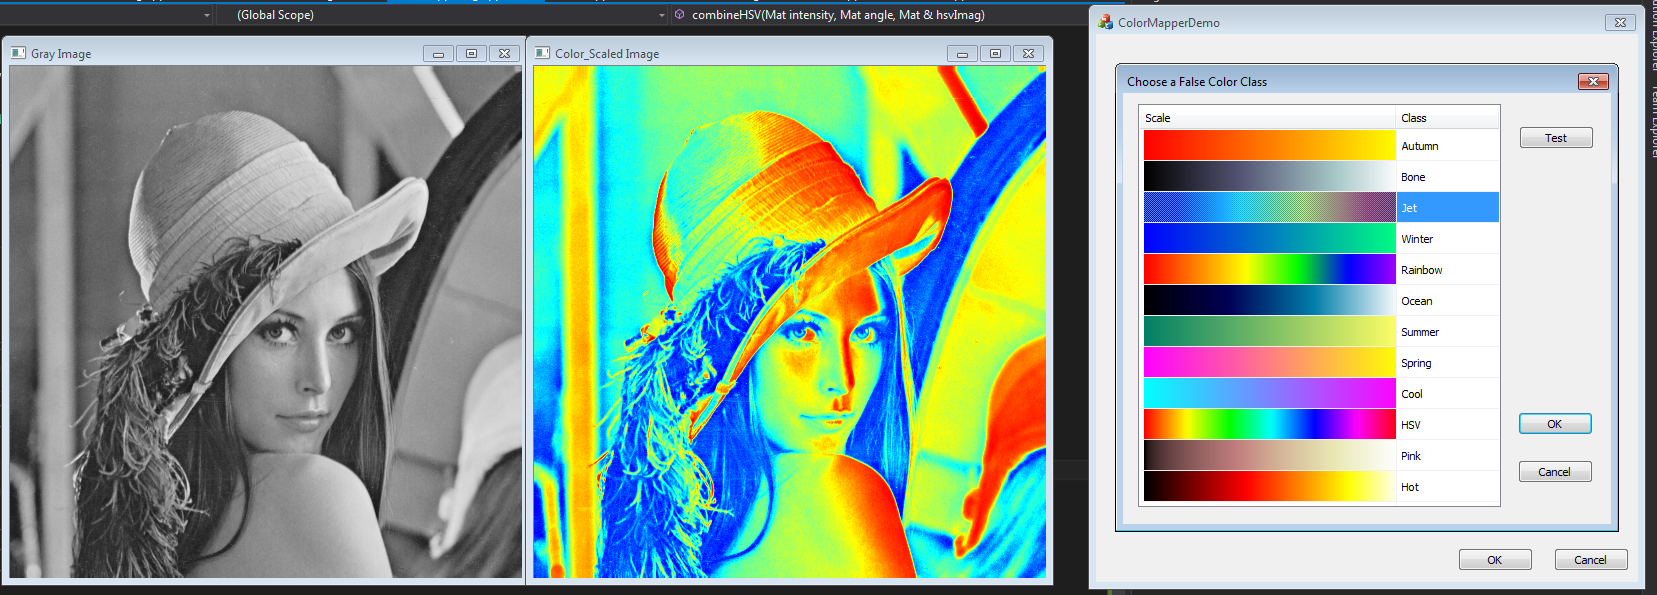 (Global Scope)
combineHSV(Mat intensity, Mat angle, Mat & hsvImag)
Gray Image
Color_Scaled Image
ColorMapperDemo
Choose a False Color Class
Scale
Class
Autumn
Bone
Jet
Winter
Rainbow
Ocean
Summer
Spring
Cool
HSV
Pink
Hot
Test
OK
Cancel
OK
Cancel